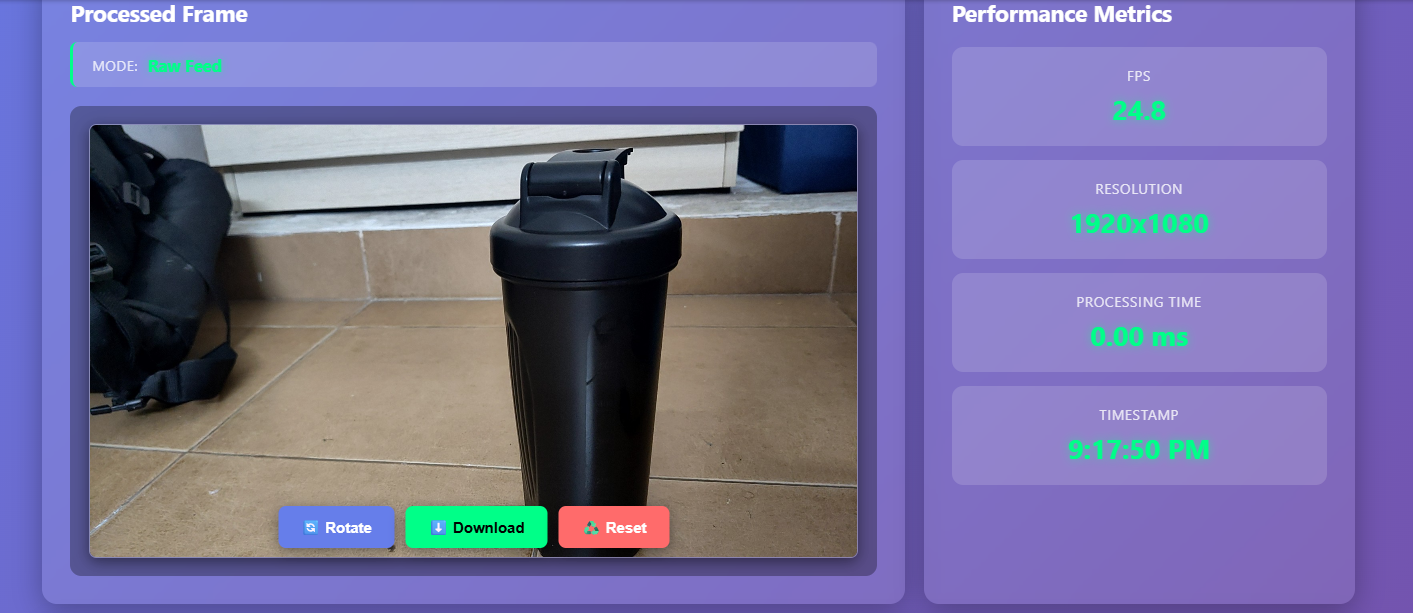 Processed Frame
MODE: Raw Feed
Rotate
Download
Reset
Performance Metrics
FPS
24.8
RESOLUTION
1920x1080
PROCESSING TIME
0.00 ms
TIMESTAMP
9:17:50 PM